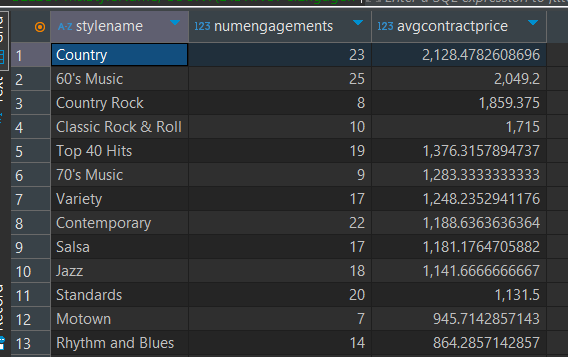 stylename numengagements avgcontractprice
1 Country 23 2,128.4782608696
2 60's Music 25 2,049.2
3 Country Rock 8 1,859.375
4 Classic Rock & Roll 10 1,715
5 Top 40 Hits 19 1,376.3157894737
6 70's Music 9 1,283.3333333333
7 Variety 17 1,248.2352941176
8 Contemporary 22 1,188.6363636364
9 Salsa 17 1,181.1764705882
10 Jazz 18 1,141.6666666667
11 Standards 20 1,131.5
12 Motown 7 945.7142857143
13 Rhythm and Blues 14 864.2857142857
Text
Record